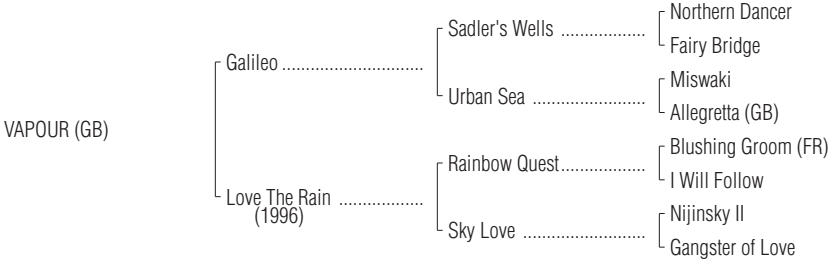 Northern Dancer
Sadler's Wells ......................
Fairy Bridge
Galileo .............................
Miswaki
Urban Sea .............................
Allegretta (GB)
VAPOUR (GB)
Blushing Groom (FR)
Rainbow Quest......................
I Will Follow
Love The Rain ..................
(1996)
Nijinsky II
Sky Love ...............................
Gangster of Love